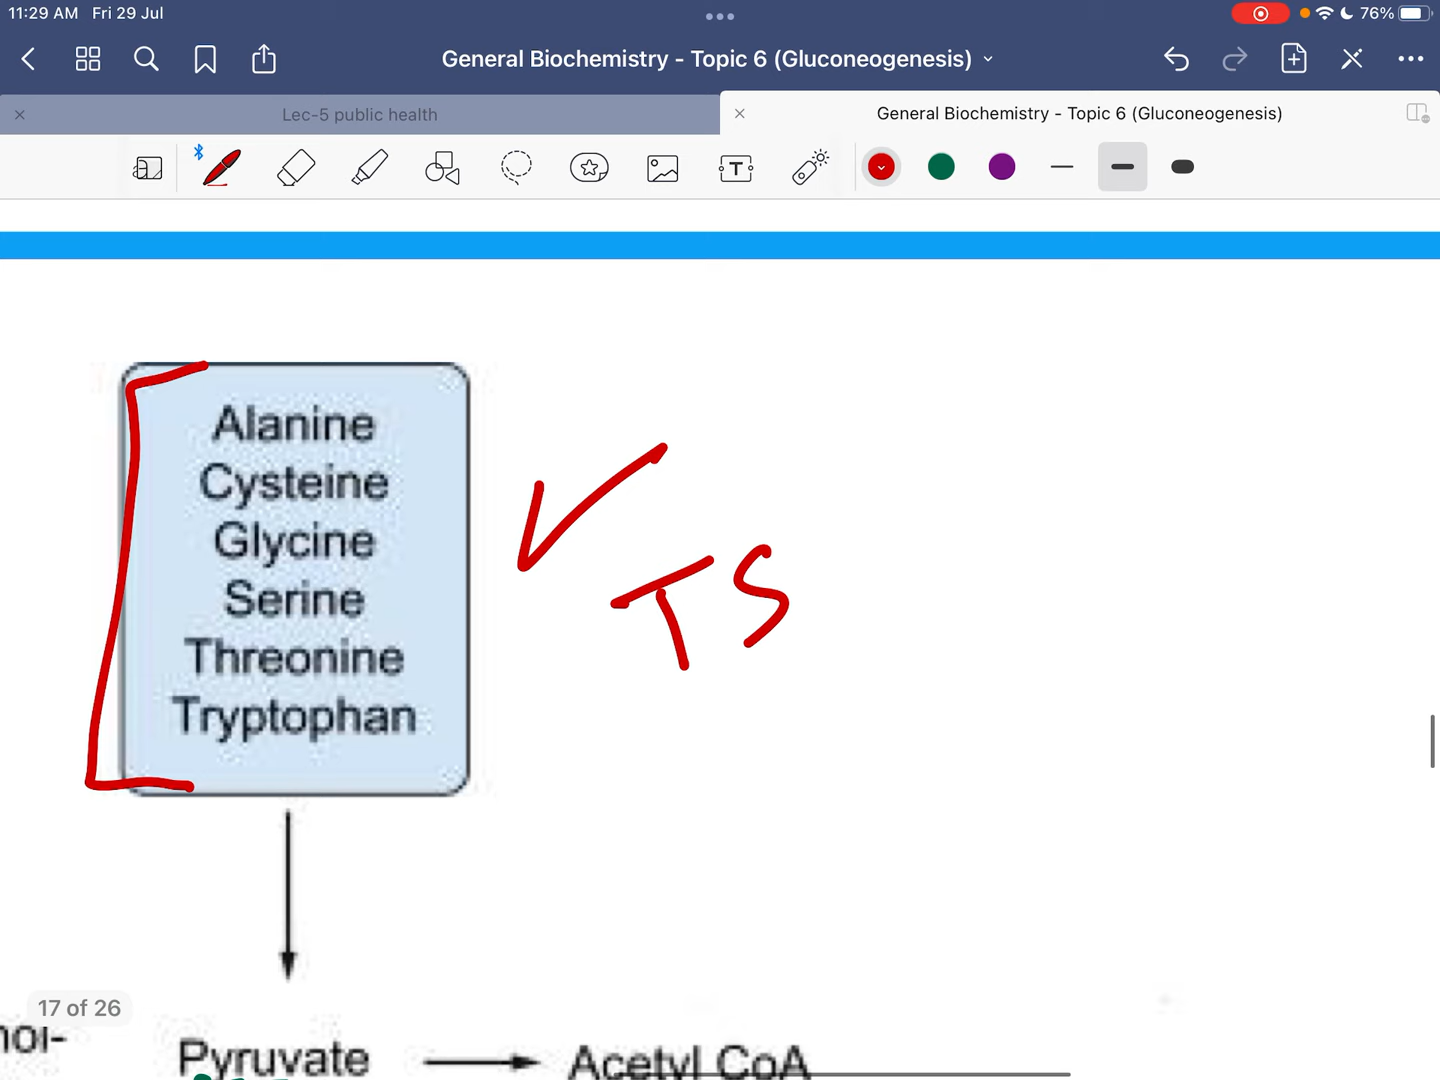 11:29 AM Fri 29 Jul
76%
General Biochemistry - Topic 6 (Gluconeogenesis)
Lec-5 public health
General Biochemistry - Topic 6 (Gluconeogenesis)
T
Alanine
Cysteine
Glycine
Serine
Threonine
Tryptophan
TS
17 of 26
Pyruvate
Acetyl CoA